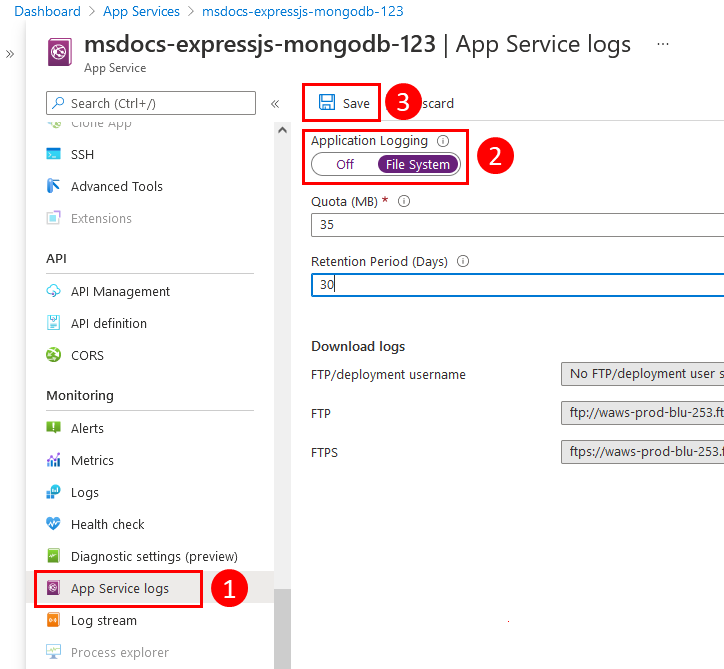 Dashboard > App Services > msdocs-expressjs-mongodb-123
msdocs-expressjs-mongodb-123 | App Service logs ...
App Service
Search (Ctrl+/)
Clone App
SSH
Advanced Tools
Extensions
API
API Management
API definition
CORS
Monitoring
Alerts
Metrics
Logs
Health check
Diagnostic settings (preview)
App Service logs
1
Log stream
Process explorer
Save
3
scard
Application Logging
Off File System
2
Quota (MB) *
35
Retention Period (Days)
30
Download logs
FTP/deployment username
No FTP/deployment user s
FTP
ftp://waws-prod-blu-253.ft
FTPS
ftps://waws-prod-blu-253.f